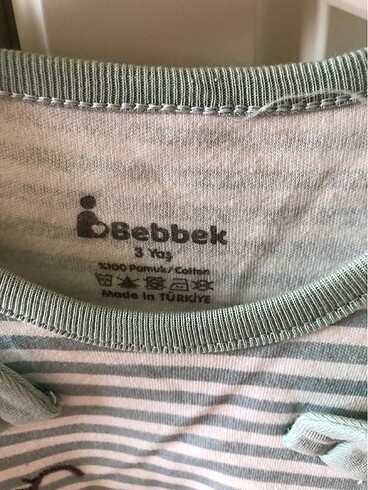 Bebbek
3 Yaş
%100 Pamuk / Cotton
Made in TÜRKİYE